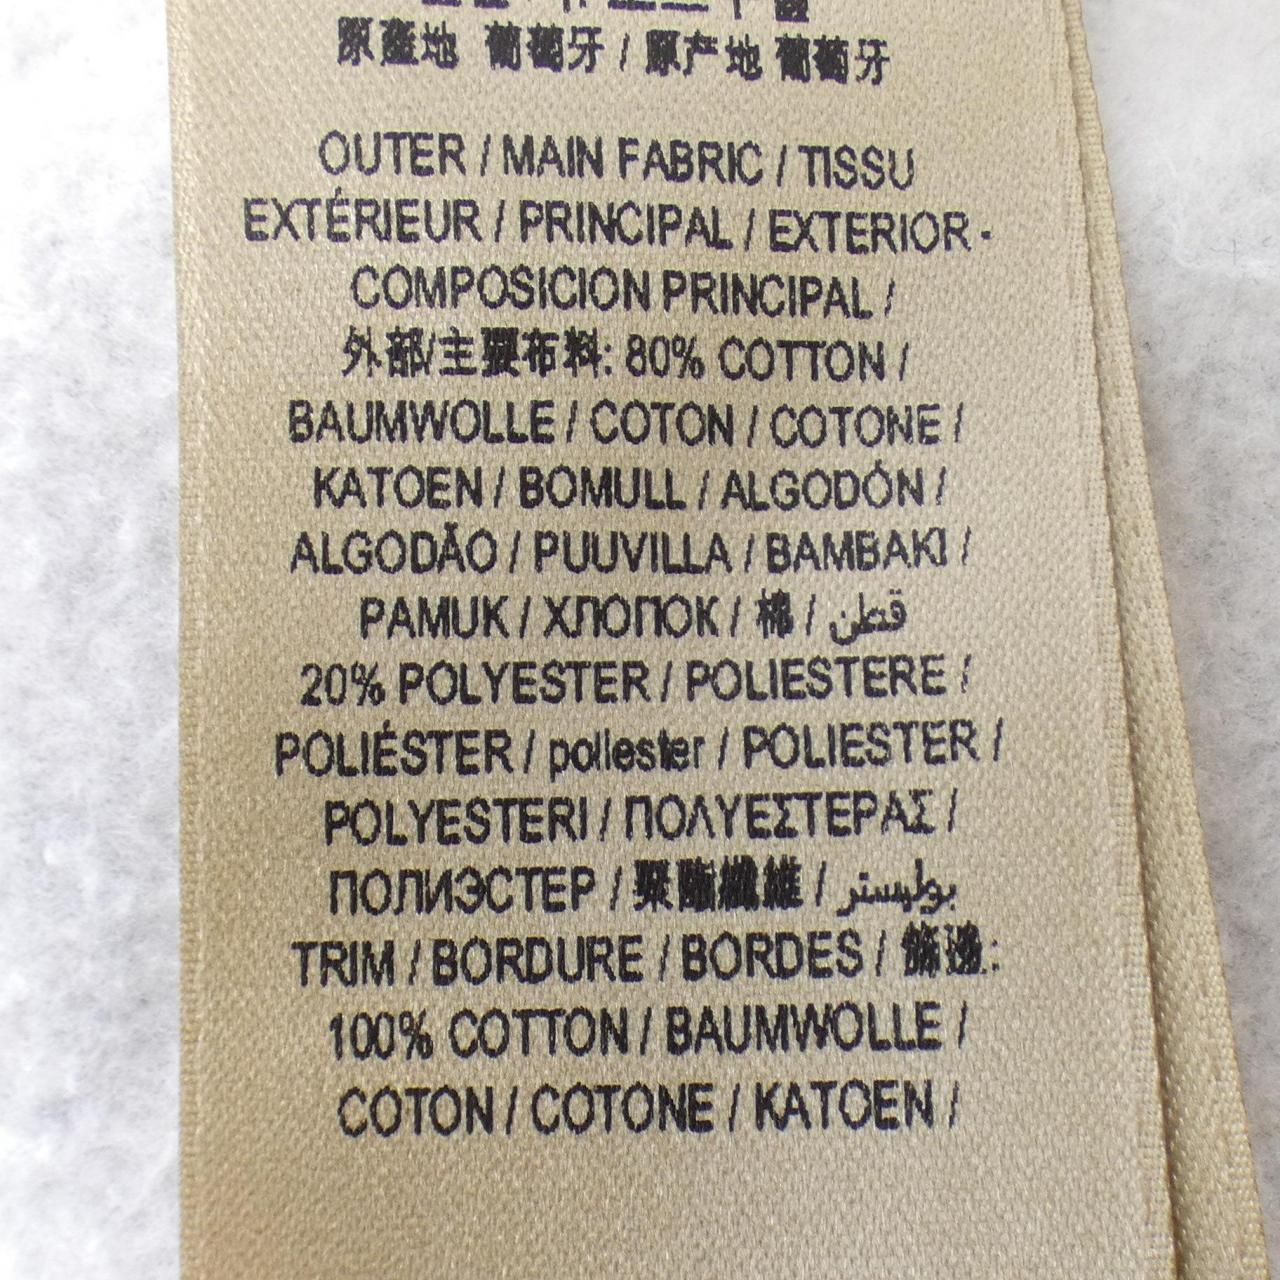 原產地 葡萄牙 / 原产地 葡萄牙
OUTER / MAIN FABRIC / TISSU
EXTÉRIEUR / PRINCIPAL / EXTERIOR -
COMPOSICION PRINCIPAL /
外部/主要布料: 80% COTTON /
BAUMWOLLE / COTON / COTONE /
KATOEN / BOMULL / ALGODÓN /
ALGODÃO / PUUVILLA / BAMBAKI /
PAMUK / ХЛОПОК / 棉 / قطن
20% POLYESTER / POLIESTERE /
POLIÉSTER / poliester / POLIESTER /
POLYESTERI / ΠΟΛΥΕΣΤΕΡΑΣ /
ПОЛИЭСТЕР / 聚酯纖維 / بوليستر
TRIM / BORDURE / BORDES / 飾邊:
100% COTTON / BAUMWOLLE /
COTON / COTONE / KATOEN /